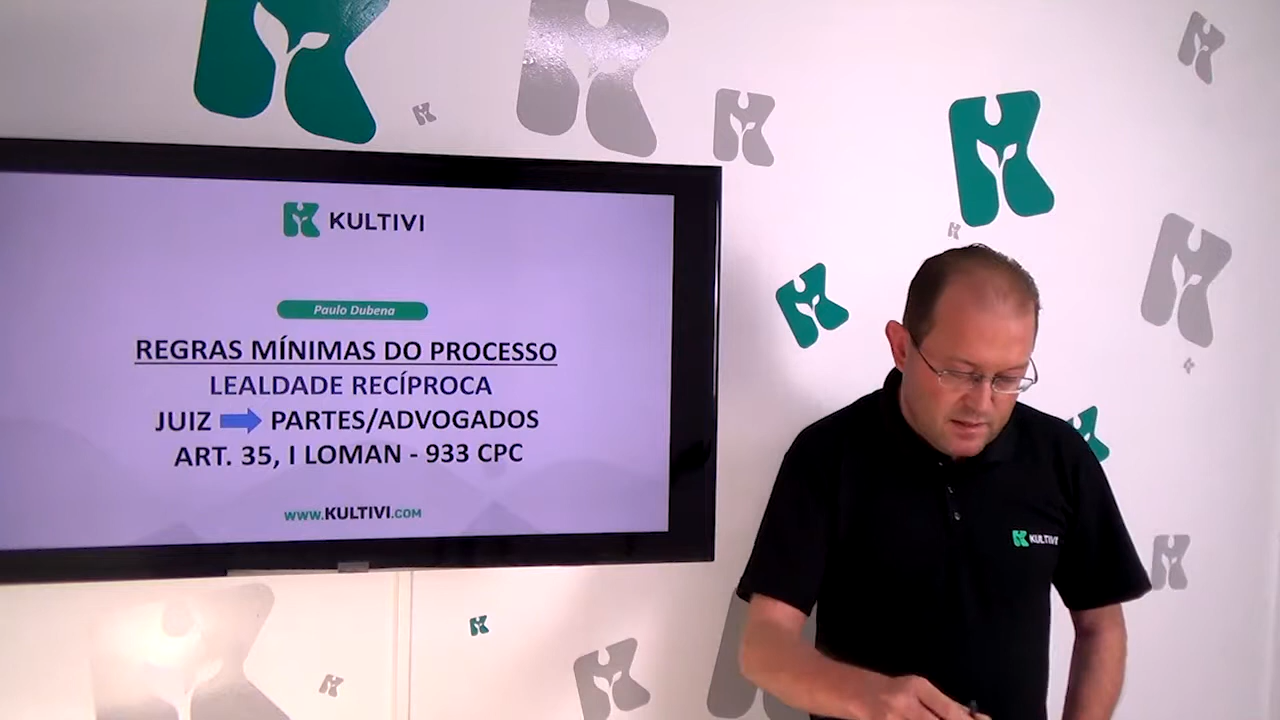 KULTIVI
Paulo Dubena
REGRAS MÍNIMAS DO PROCESSO
LEALDADE RECÍPROCA
JUIZ PARTES/ADVOGADOS
ART. 35, I LOMAN - 933 CPC
WWW.KULTIVI.COM
KULTIVI